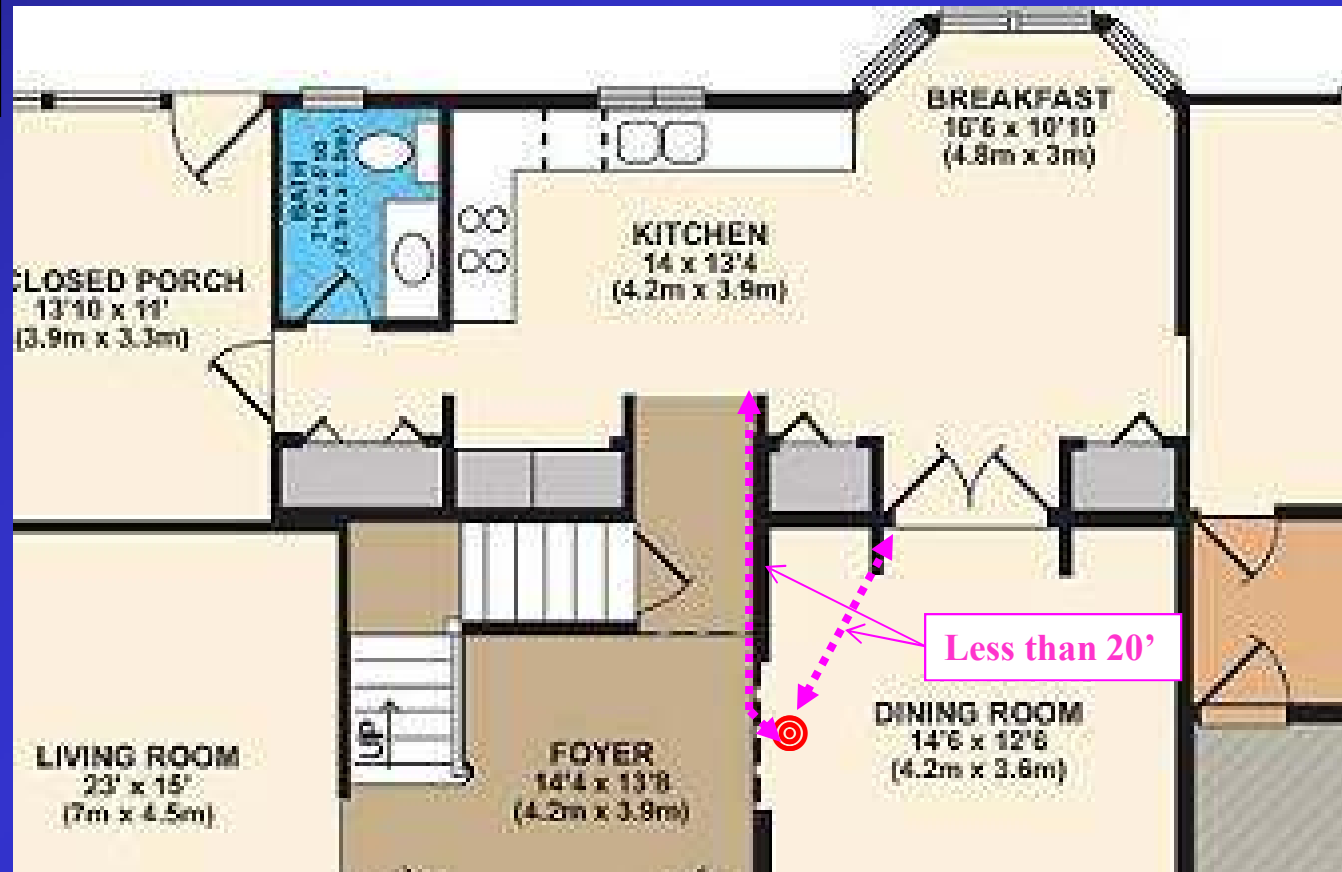 BREAKFAST
16'6 x 10'10
(4.8m x 3m)
BATH
KITCHEN
14 x 13'4
(4.2m x 3.9m)
CLOSED PORCH
13'10 x 11'
(3.9m x 3.3m)
Less than 20’
UP
LIVING ROOM
23' x 15'
(7m x 4.5m)
FOYER
14'4 x 13'8
(4.2m x 3.9m)
DINING ROOM
14'6 x 12'6
(4.2m x 3.6m)